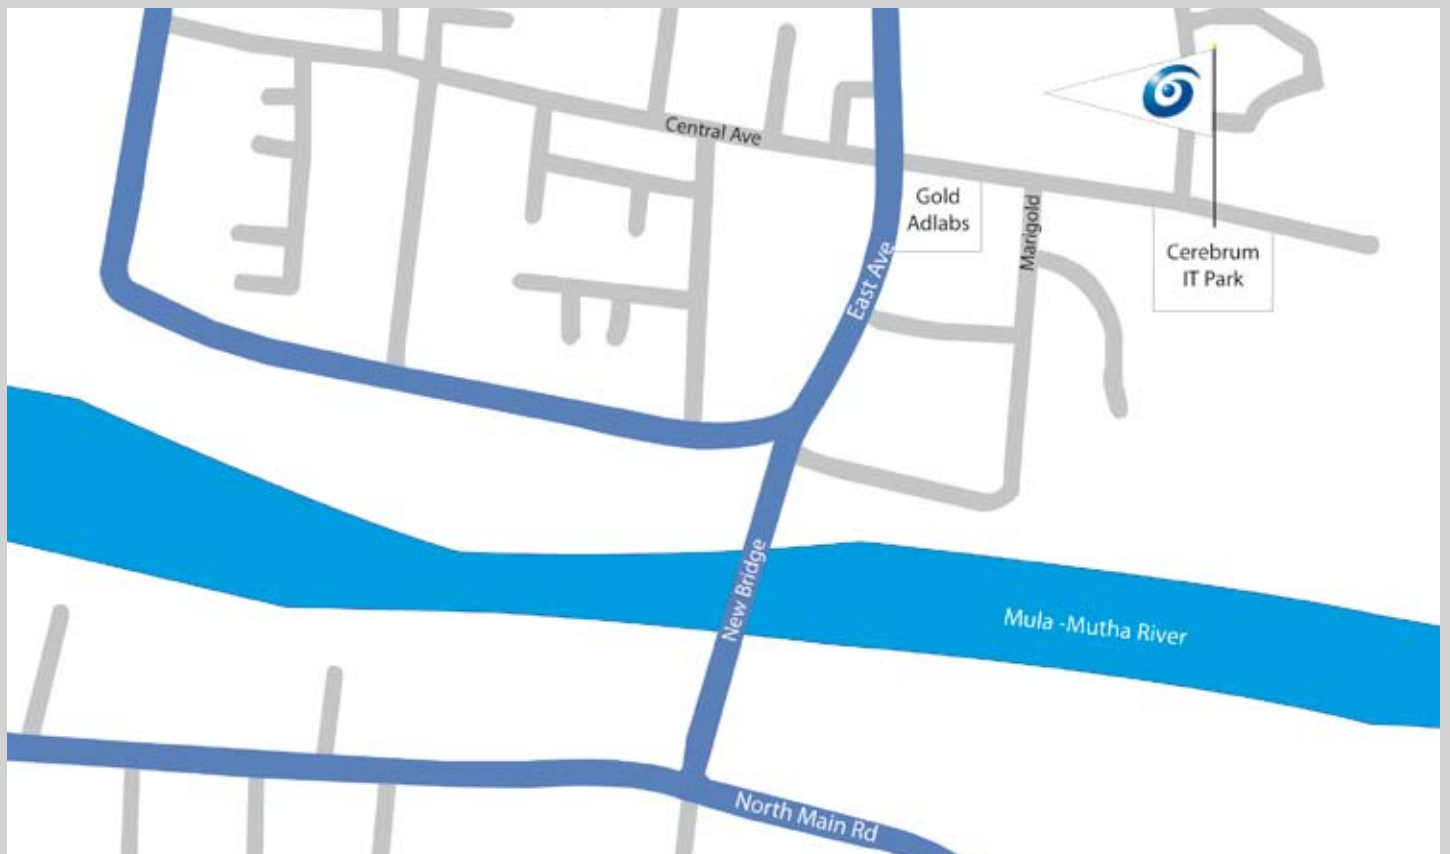 Central Ave
Gold
Adlabs
Marigold
East Ave
Cerebrum
IT Park
New Bridge
Mula -Mutha River
North Main Rd